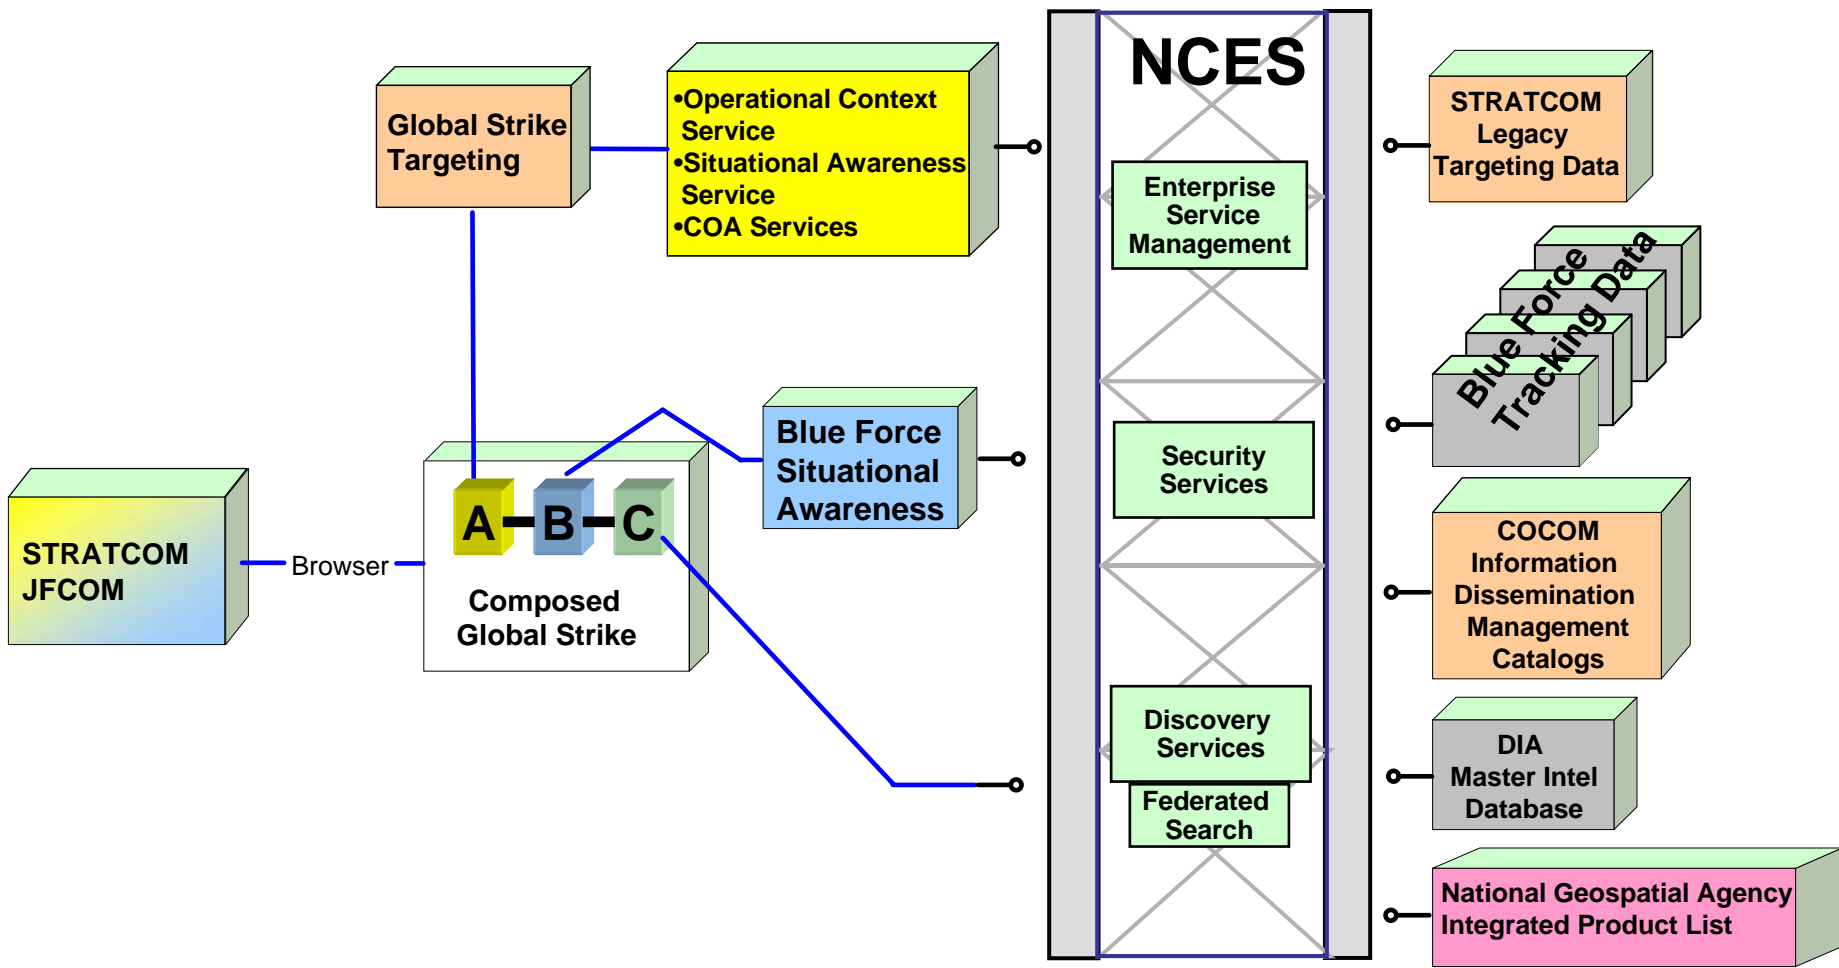 NCES
Global Strike
Targeting
•Operational Context
Service
•Situational Awareness
Service
•COA Services
Enterprise
Service
Management
STRATCOM
Legacy
Targeting Data
Blue Force
Tracking Data
STRATCOM
JFCOM
Browser
A
B
C
Composed
Global Strike
Blue Force
Situational
Awareness
Security
Services
COCOM
Information
Dissemination
Management
Catalogs
Discovery
Services
Federated
Search
DIA
Master Intel
Database
National Geospatial Agency
Integrated Product List